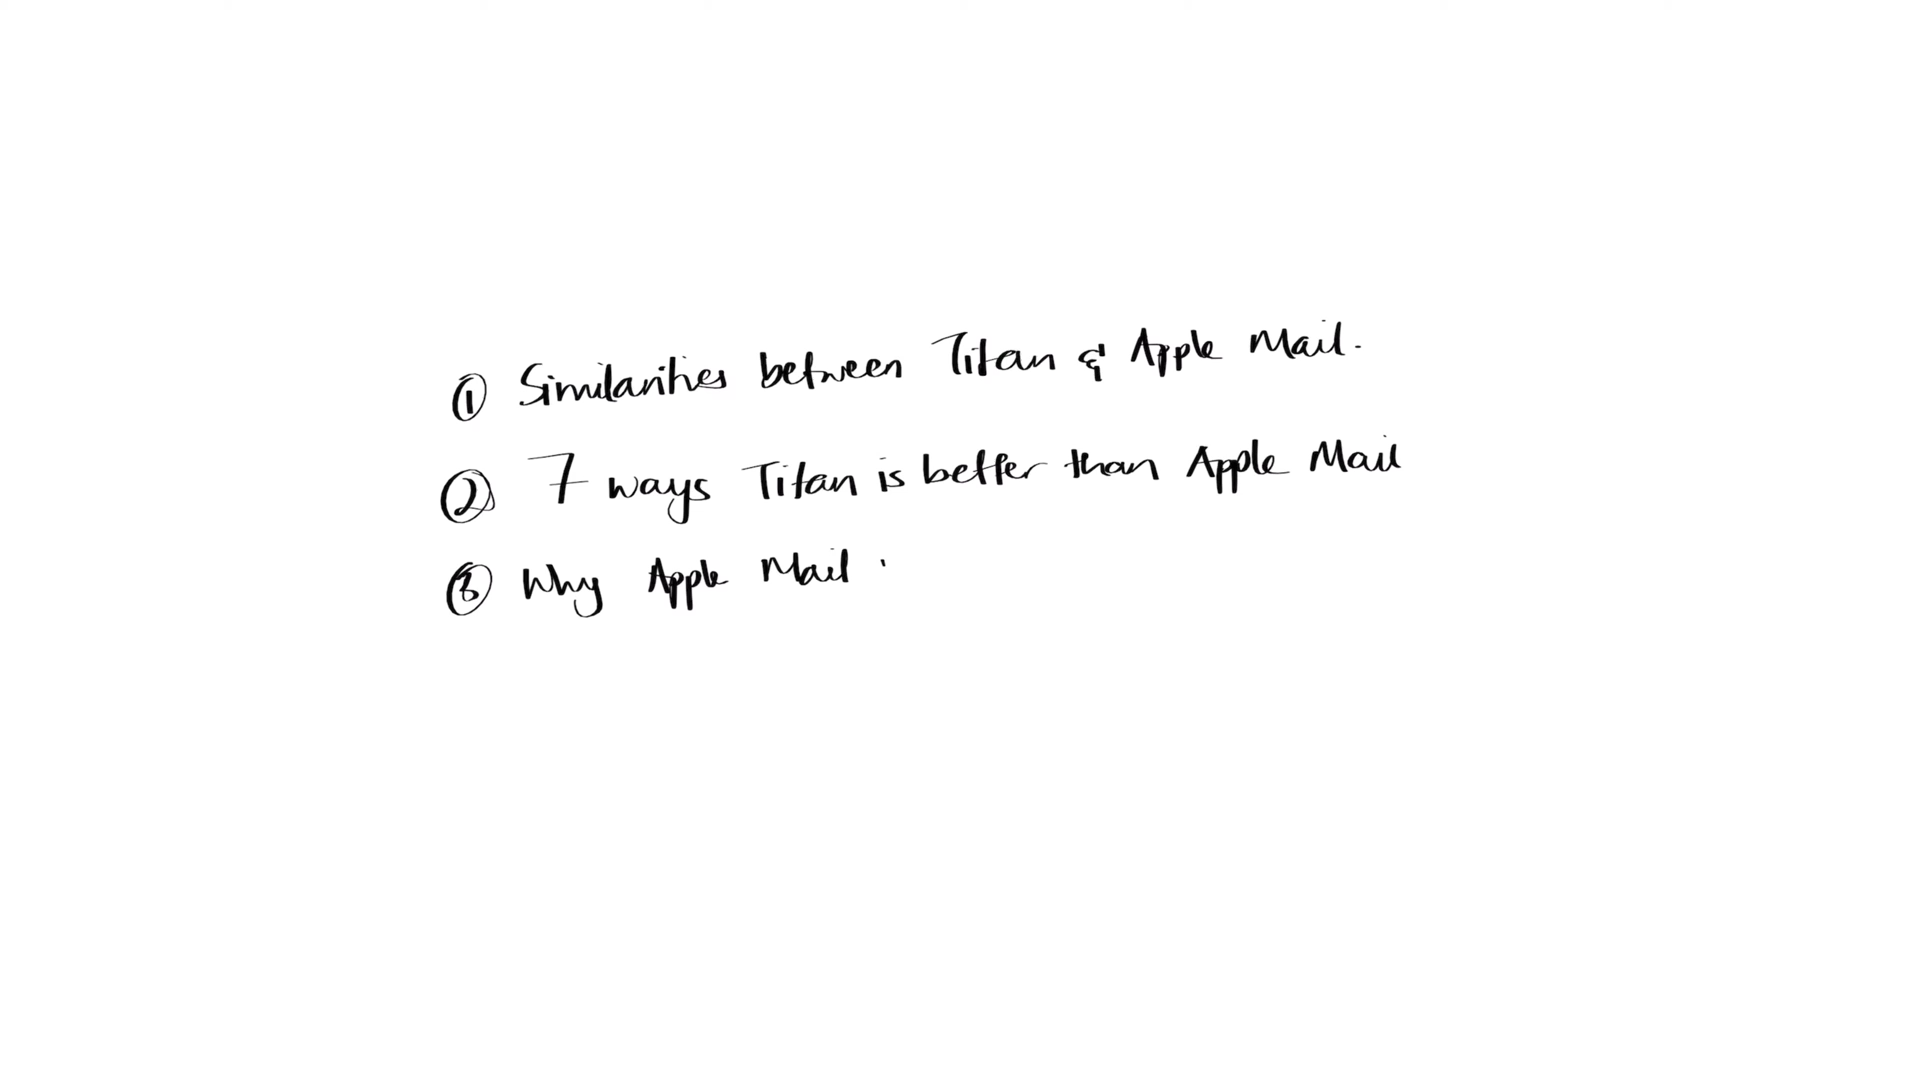 ① Similarities between Titan & Apple Mail.
② 7 ways Titan is better than Apple Mail
③ Why Apple Mail